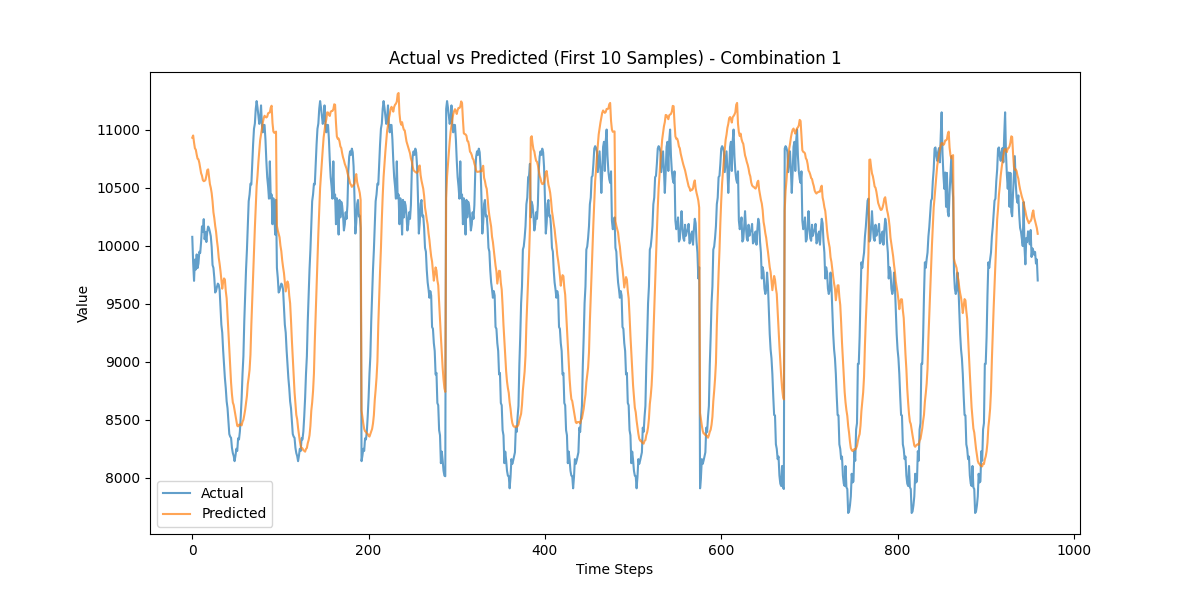 Actual vs Predicted (First 10 Samples) - Combination 1
Value
11000
10500
10000
9500
9000
8500
8000
Actual
Predicted
0 200 400 600 800 1000
Time Steps